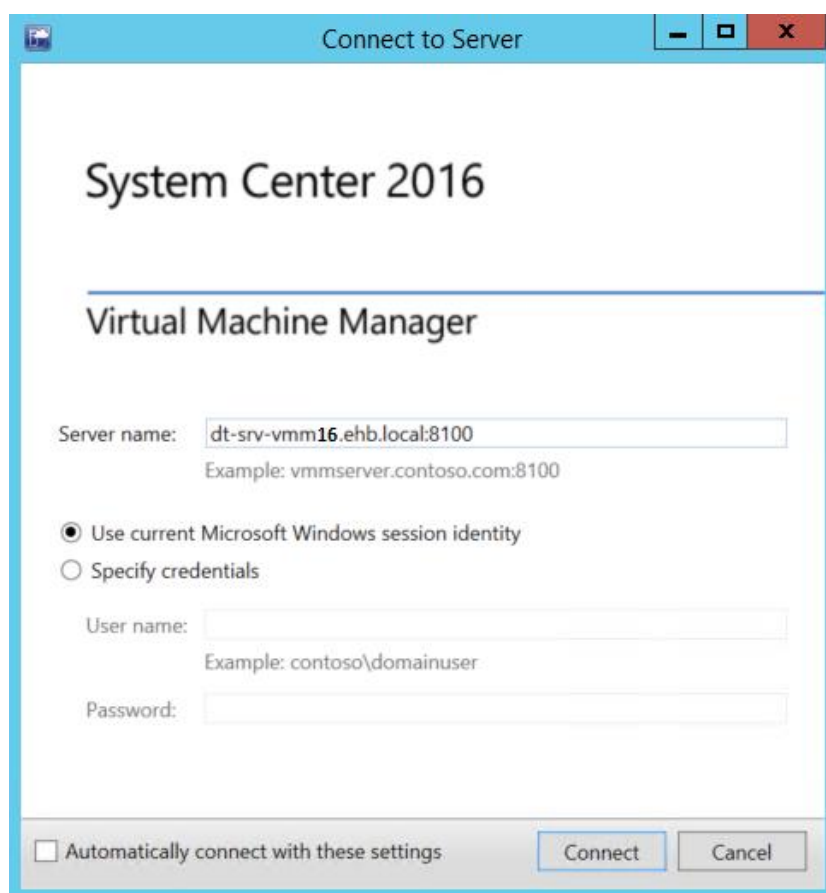 Connect to Server
System Center 2016
Virtual Machine Manager
Server name: dt-srv-vmm16.ehb.local:8100
Example: vmmserver.contoso.com:8100
Use current Microsoft Windows session identity
Specify credentials
User name:
Example: contoso\domainuser
Password:
Automatically connect with these settings Connect Cancel